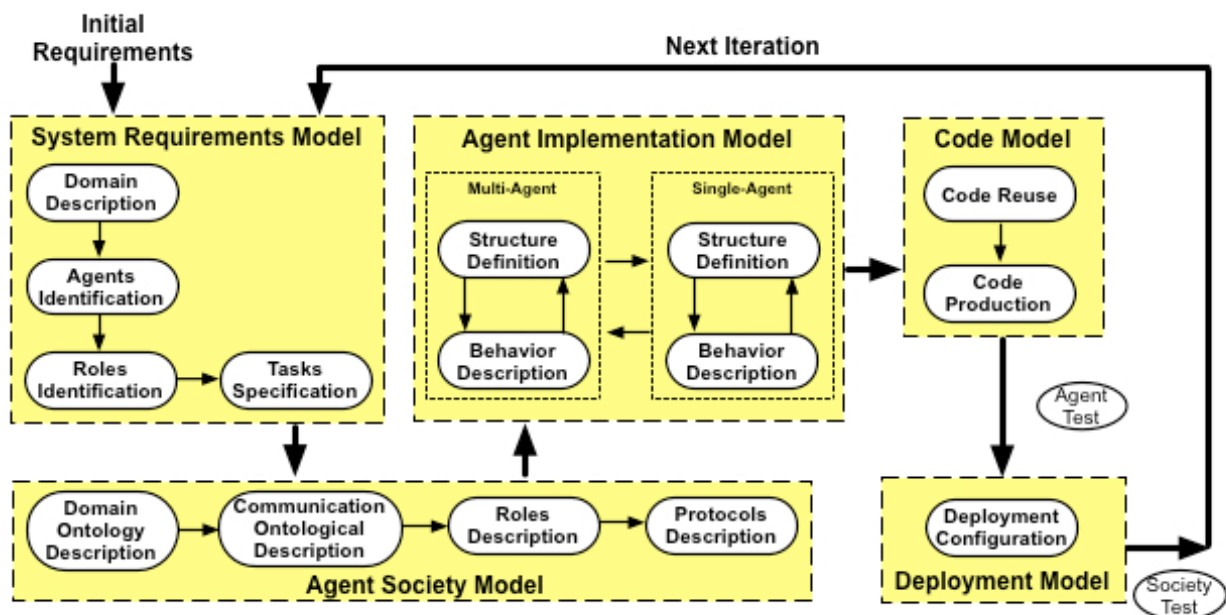 Initial
Requirements
Next Iteration
System Requirements Model
Domain
Description
Agents
Identification
Roles
Identification
Tasks
Specification
Agent Implementation Model
Multi-Agent
Structure
Definition
Behavior
Description
Single-Agent
Structure
Definition
Behavior
Description
Code Model
Code Reuse
Code
Production
Agent
Test
Domain
Ontology
Description
Communication
Ontological
Description
Roles
Description
Protocols
Description
Agent Society Model
Deployment
Configuration
Deployment Model
Society
Test